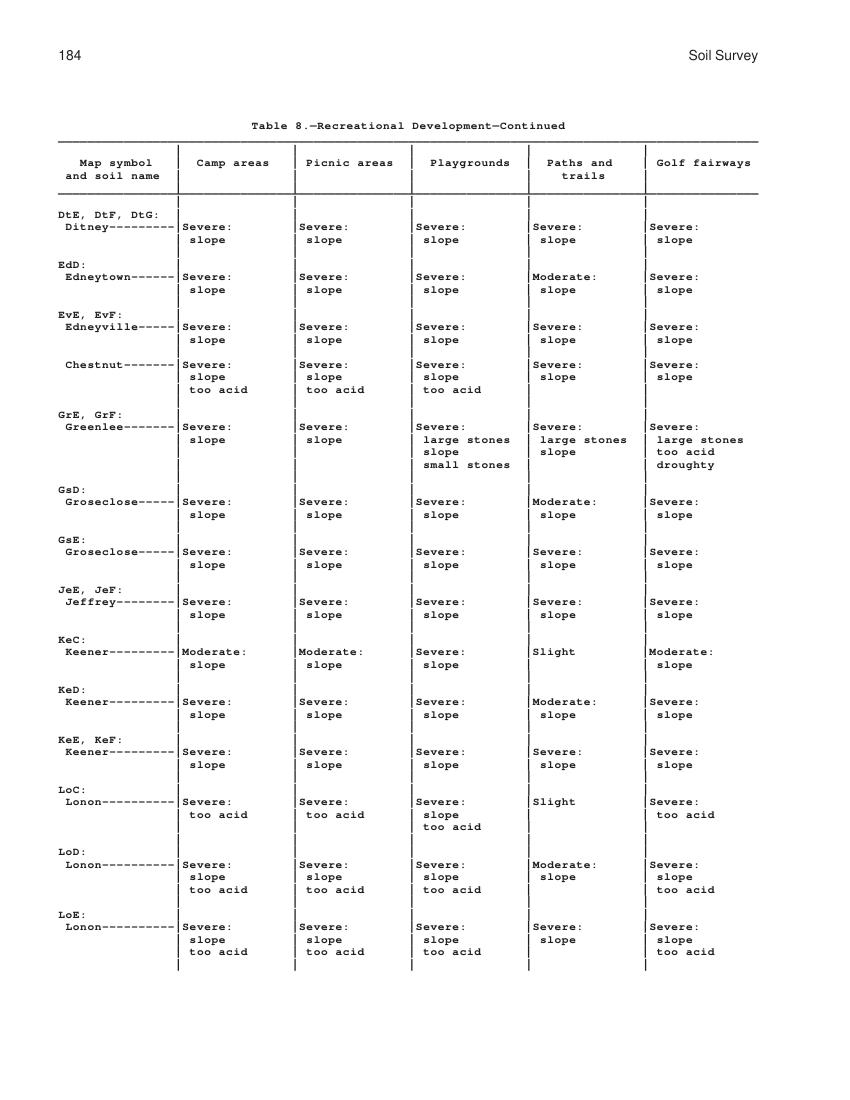 184 Soil Survey
Table 8.—Recreational Development—Continued
Map symbol | Camp areas | Picnic areas | Playgrounds | Paths and | Golf fairways
and soil name | | | | trails |
DtE, DtF, DtG:
Ditney---------|Severe: |Severe: |Severe: |Severe: |Severe:
| slope | slope | slope | slope | slope
EdD:
Edneytown------|Severe: |Severe: |Severe: |Moderate: |Severe:
| slope | slope | slope | slope | slope
EvE, EvF:
Edneyville-----|Severe: |Severe: |Severe: |Severe: |Severe:
| slope | slope | slope | slope | slope
Chestnut-------|Severe: |Severe: |Severe: |Severe: |Severe:
| slope | slope | slope | slope | slope
| too acid | too acid | too acid | |
GrE, GrF:
Greenlee-------|Severe: |Severe: |Severe: |Severe: |Severe:
| slope | slope | large stones | large stones | large stones
| | | slope | slope | too acid
| | | small stones | | droughty
GsD:
Groseclose-----|Severe: |Severe: |Severe: |Moderate: |Severe:
| slope | slope | slope | slope | slope
GsE:
Groseclose-----|Severe: |Severe: |Severe: |Severe: |Severe:
| slope | slope | slope | slope | slope
JeE, JeF:
Jeffrey--------|Severe: |Severe: |Severe: |Severe: |Severe:
| slope | slope | slope | slope | slope
KeC:
Keener---------|Moderate: |Moderate: |Severe: |Slight |Moderate:
| slope | slope | slope | | slope
KeD:
Keener---------|Severe: |Severe: |Severe: |Moderate: |Severe:
| slope | slope | slope | slope | slope
KeE, KeF:
Keener---------|Severe: |Severe: |Severe: |Severe: |Severe:
| slope | slope | slope | slope | slope
LoC:
Lonon----------|Severe: |Severe: |Severe: |Slight |Severe:
| too acid | too acid | slope | | too acid
| | | too acid | |
LoD:
Lonon----------|Severe: |Severe: |Severe: |Moderate: |Severe:
| slope | slope | slope | slope | slope
| too acid | too acid | too acid | | too acid
LoE:
Lonon----------|Severe: |Severe: |Severe: |Severe: |Severe:
| slope | slope | slope | slope | slope
| too acid | too acid | too acid | | too acid